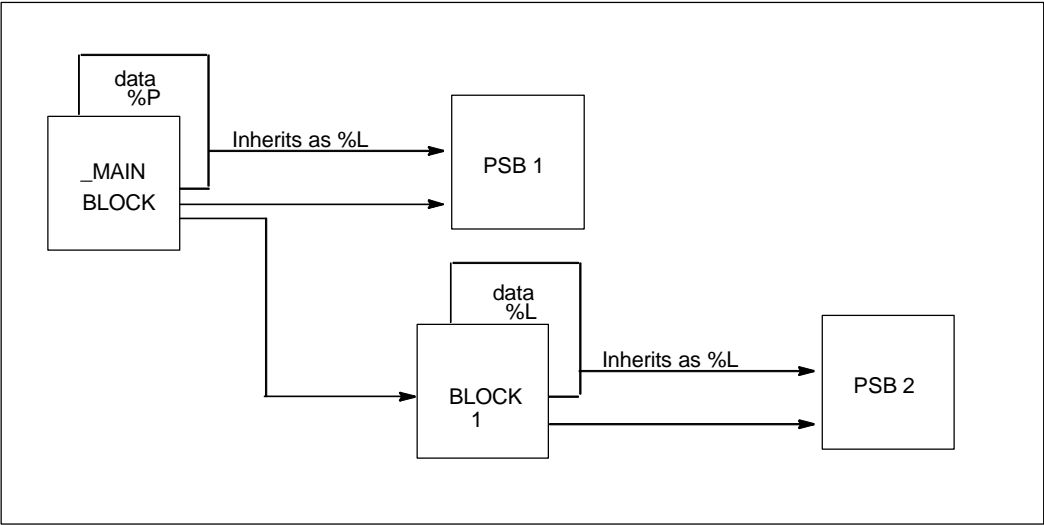 data
%P
Inherits as %L
_MAIN
BLOCK
PSB 1
data
%L
Inherits as %L
BLOCK
1
PSB 2